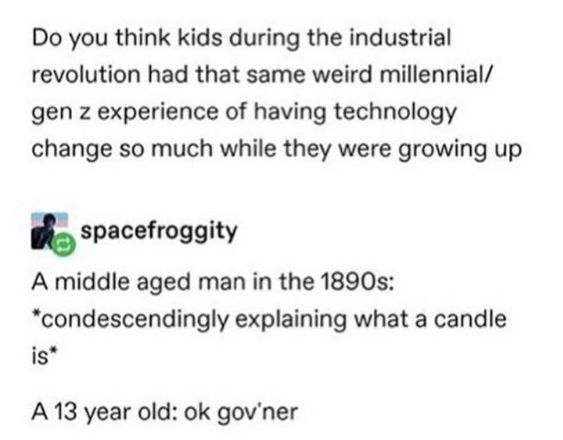 Do you think kids during the industrial
revolution had that same weird millennial/
gen z experience of having technology
change so much while they were growing up
spacefroggity
A middle aged man in the 1890s:
*condescendingly explaining what a candle
is*
A 13 year old: ok gov'ner